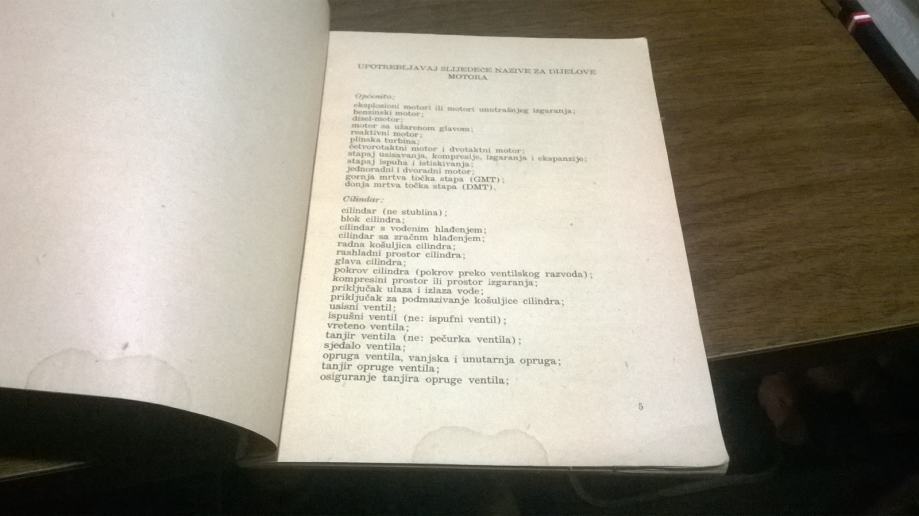 UPOTREBLJAVAJ SLIJEDEĆE NAZIVE ZA DIJELOVE
MOTORA
Općenito:
eksplosioni motori ili motori unutrašnjeg izgaranja;
benzinski motor;
dizel-motor;
motor sa užarenom glavom;
reaktivni motor;
plinska turbina;
četvorotaktni motor i dvotaktni motor;
stapaj usisavanja, kompresije, izgaranja i ekspanzije;
stapaj ispuha i istiskivanja;
jednoradni i dvoradni motor;
gornja mrtva točka stapa (GMT);
donja mrtva točka stapa (DMT).
Cilindar:
cilindar (ne stublina);
blok cilindra;
cilindar s vodenim hlađenjem;
cilindar sa zračnm hlađenjem;
radna košuljica cilindra;
rashladni prostor cilindra;
glava cilindra;
pokrov cilindra (pokrov preko ventilskog razvoda);
kompresini prostor ili prostor izgaranja;
priključak ulaza i izlaza vode;
priključak za podmazivanje košuljice cilindra;
usisni ventil;
ispušni ventil (ne: ispufni ventil);
vreteno ventila;
tanjir ventila (ne: pečurka ventila);
sjedalo ventila;
opruga ventila, vanjska i unutarnja opruga;
tanjir opruge ventila;
osiguranje tanjira opruge ventila;
5